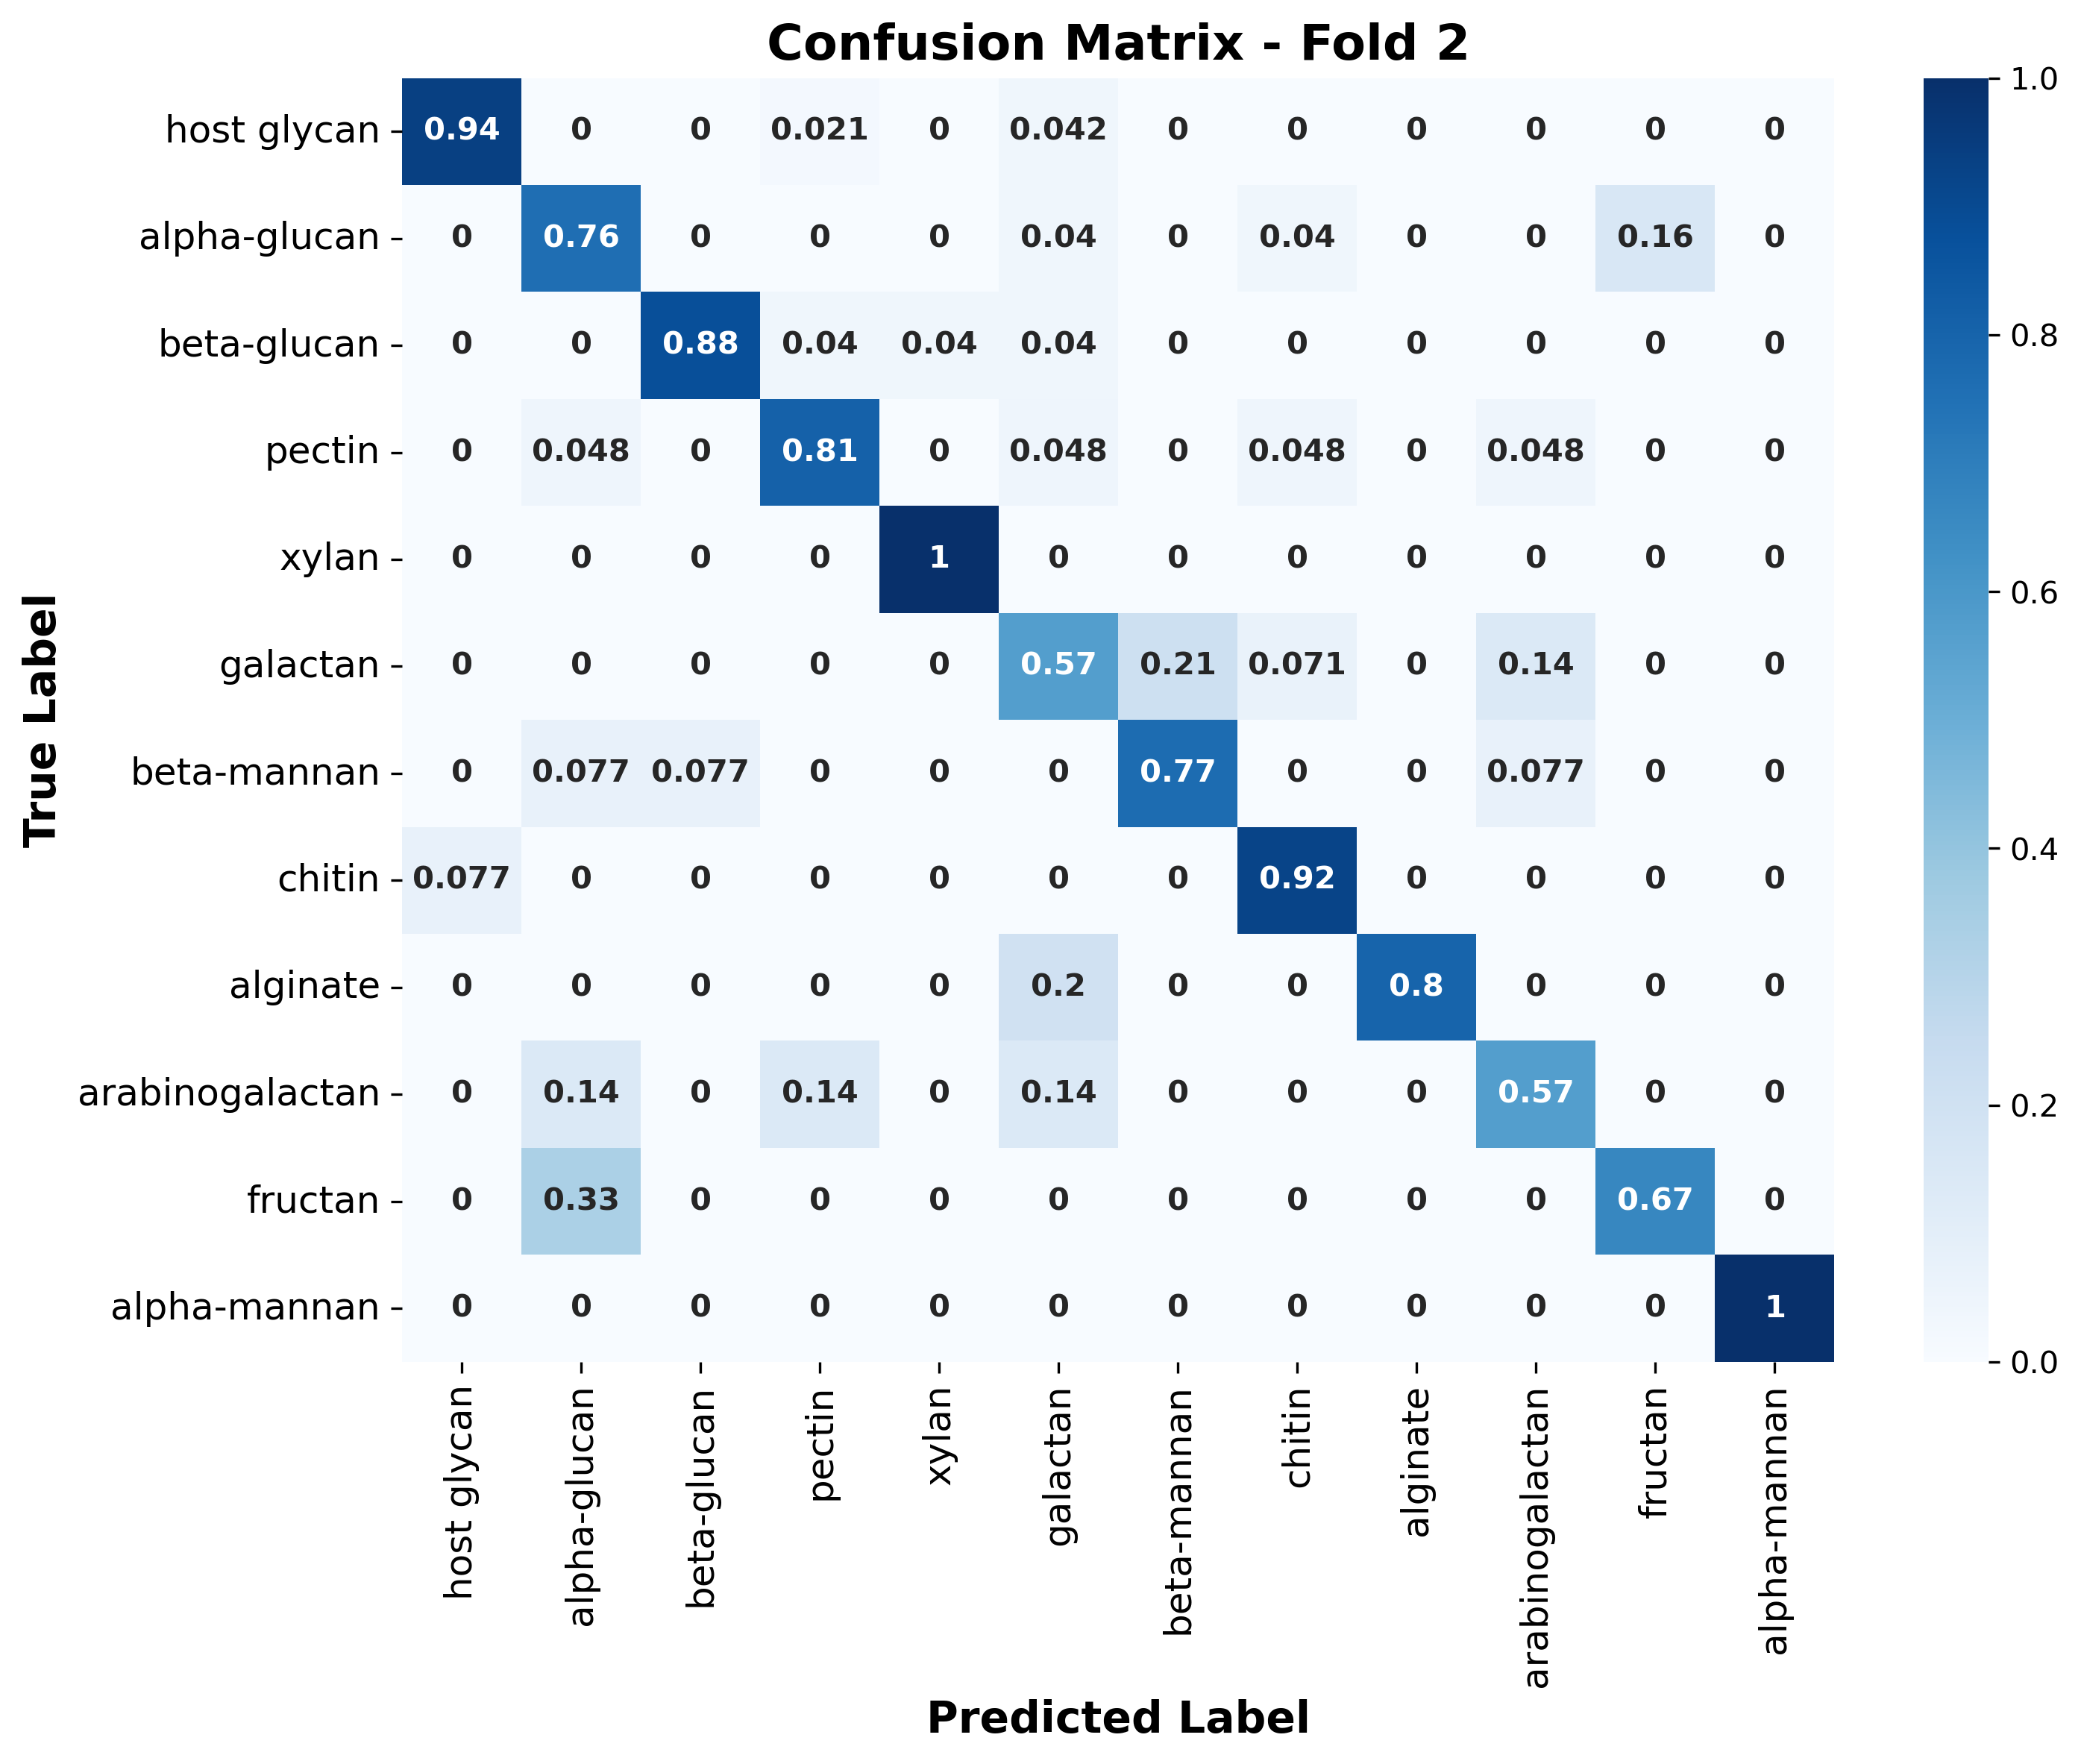 Confusion Matrix - Fold 2
host glycan 0.94 0 0 0.021 0 0.042 0 0 0 0 0 0
alpha-glucan 0 0.76 0 0 0 0.04 0 0.04 0 0 0.16 0
beta-glucan 0 0 0.88 0.04 0.04 0.04 0 0 0 0 0 0
pectin 0 0.048 0 0.81 0 0.048 0 0.048 0 0.048 0 0
xylan 0 0 0 0 1 0 0 0 0 0 0 0
galactan 0 0 0 0 0 0.57 0.21 0.071 0 0.14 0 0
beta-mannan 0 0.077 0.077 0 0 0 0.77 0 0 0.077 0 0
chitin 0.077 0 0 0 0 0 0 0.92 0 0 0 0
alginate 0 0 0 0 0 0.2 0 0 0.8 0 0 0
arabinogalactan 0 0.14 0 0.14 0 0.14 0 0 0 0.57 0 0
fructan 0 0.33 0 0 0 0 0 0 0 0 0.67 0
alpha-mannan 0 0 0 0 0 0 0 0 0 0 0 1
True Label
host glycan
alpha-glucan
beta-glucan
pectin
xylan
galactan
beta-mannan
chitin
alginate
arabinogalactan
fructan
alpha-mannan
Predicted Label
1.0
0.8
0.6
0.4
0.2
0.0